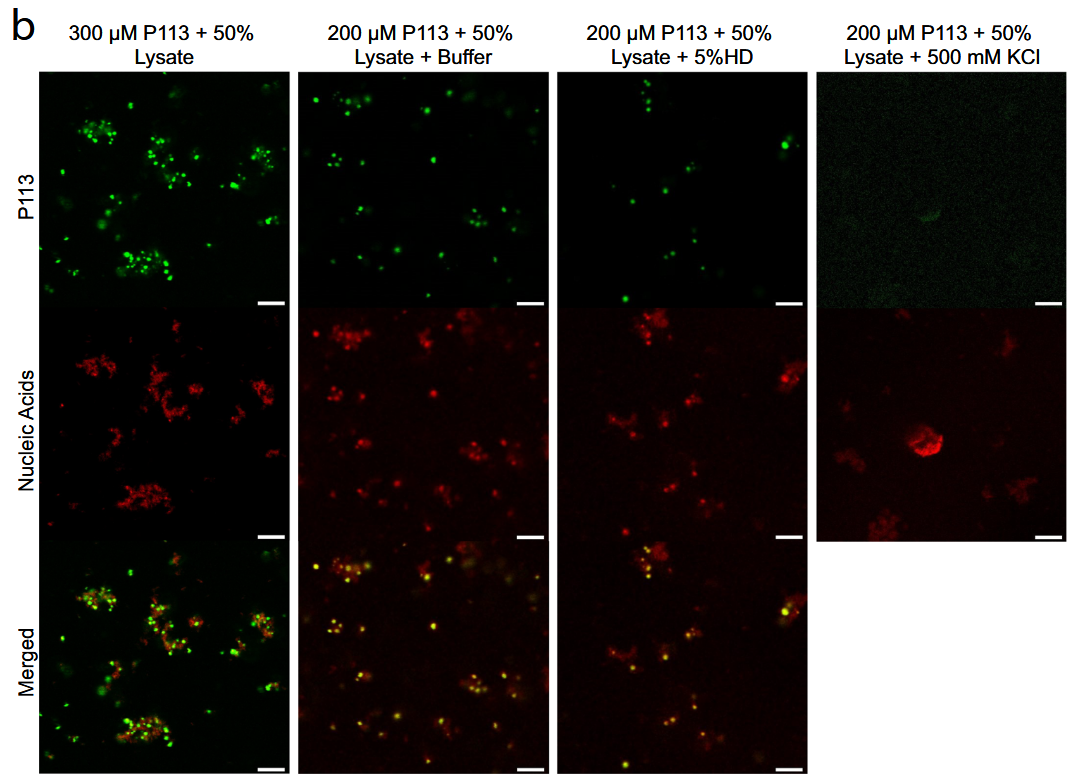 b
300 µM P113 + 50%
Lysate
200 µM P113 + 50%
Lysate + Buffer
200 µM P113 + 50%
Lysate + 5%HD
200 µM P113 + 50%
Lysate + 500 mM KCl
P113
Nucleic Acids
Merged